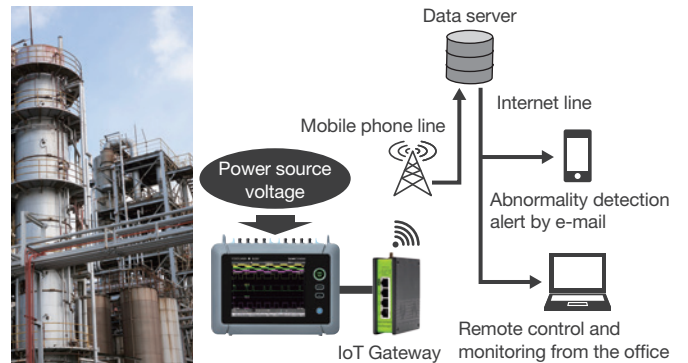 Data server
Internet line
Mobile phone line
Power source
voltage
Abnormality detection
alert by e-mail
IoT Gateway
Remote control and
monitoring from the office